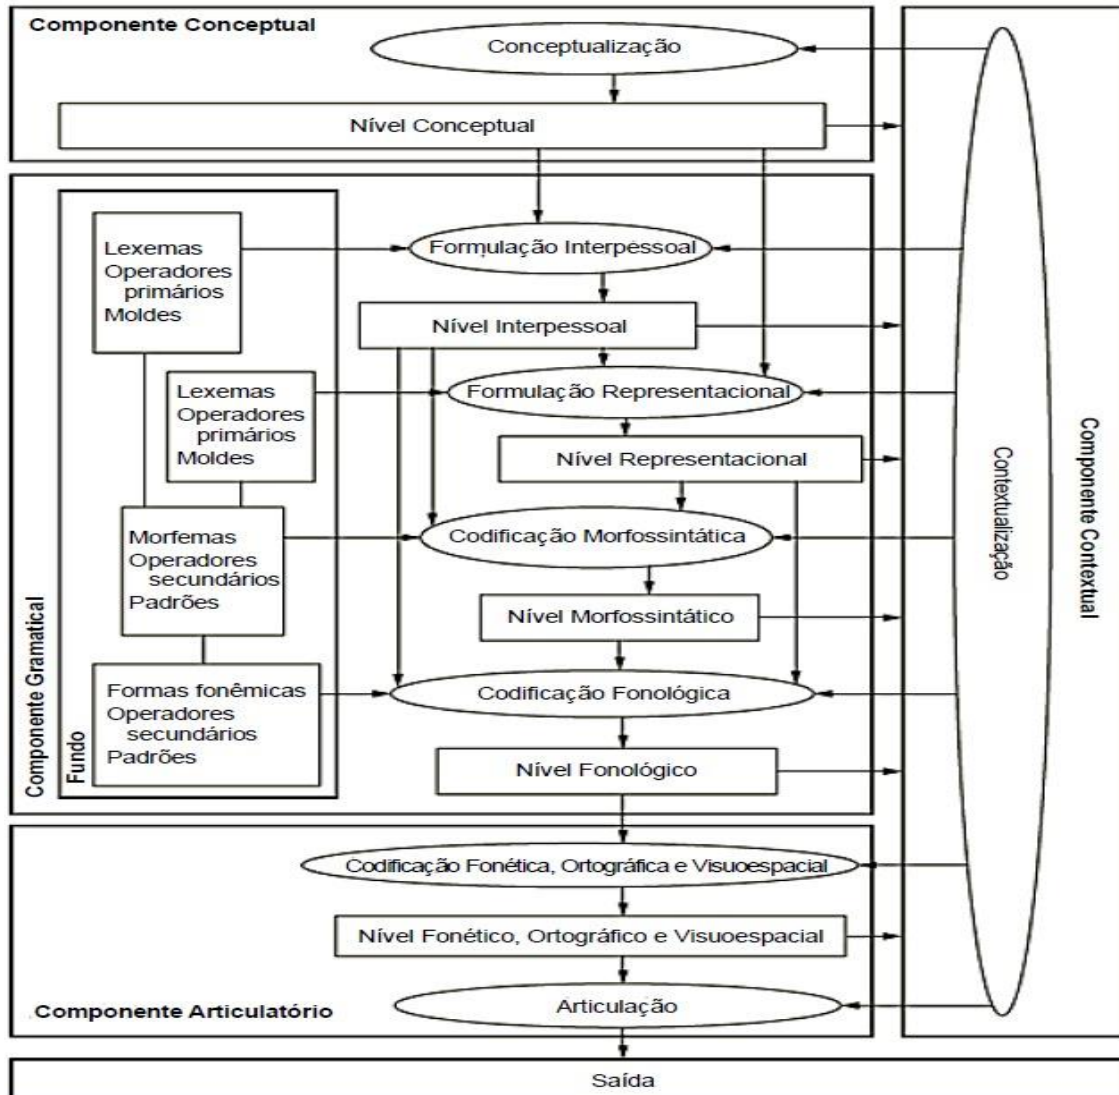 Componente Conceptual
Conceptualização
Nível Conceptual
Componente Gramatical
Fundo
Lexemas
Operadores
primários
Moldes
Formulação Interpessoal
Nível Interpessoal
Lexemas
Operadores
primários
Moldes
Formulação Representacional
Nível Representacional
Morfemas
Operadores
secundários
Padrões
Codificação Morfossintática
Nível Morfossintático
Formas fonêmicas
Operadores
secundários
Padrões
Codificação Fonológica
Nível Fonológico
Codificação Fonética, Ortográfica e Visuoespacial
Nível Fonético, Ortográfico e Visuoespacial
Componente Articulatório
Articulação
Contextualização
Componente Contextual
Saída